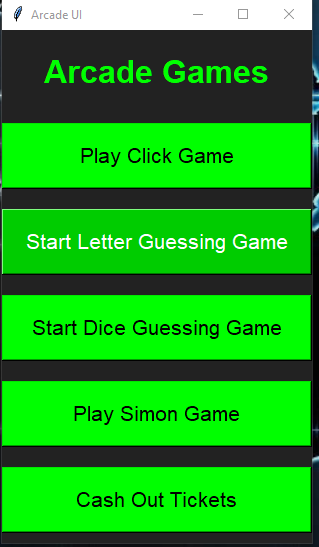 Arcade UI
Arcade Games
Play Click Game
Start Letter Guessing Game
Start Dice Guessing Game
Play Simon Game
Cash Out Tickets